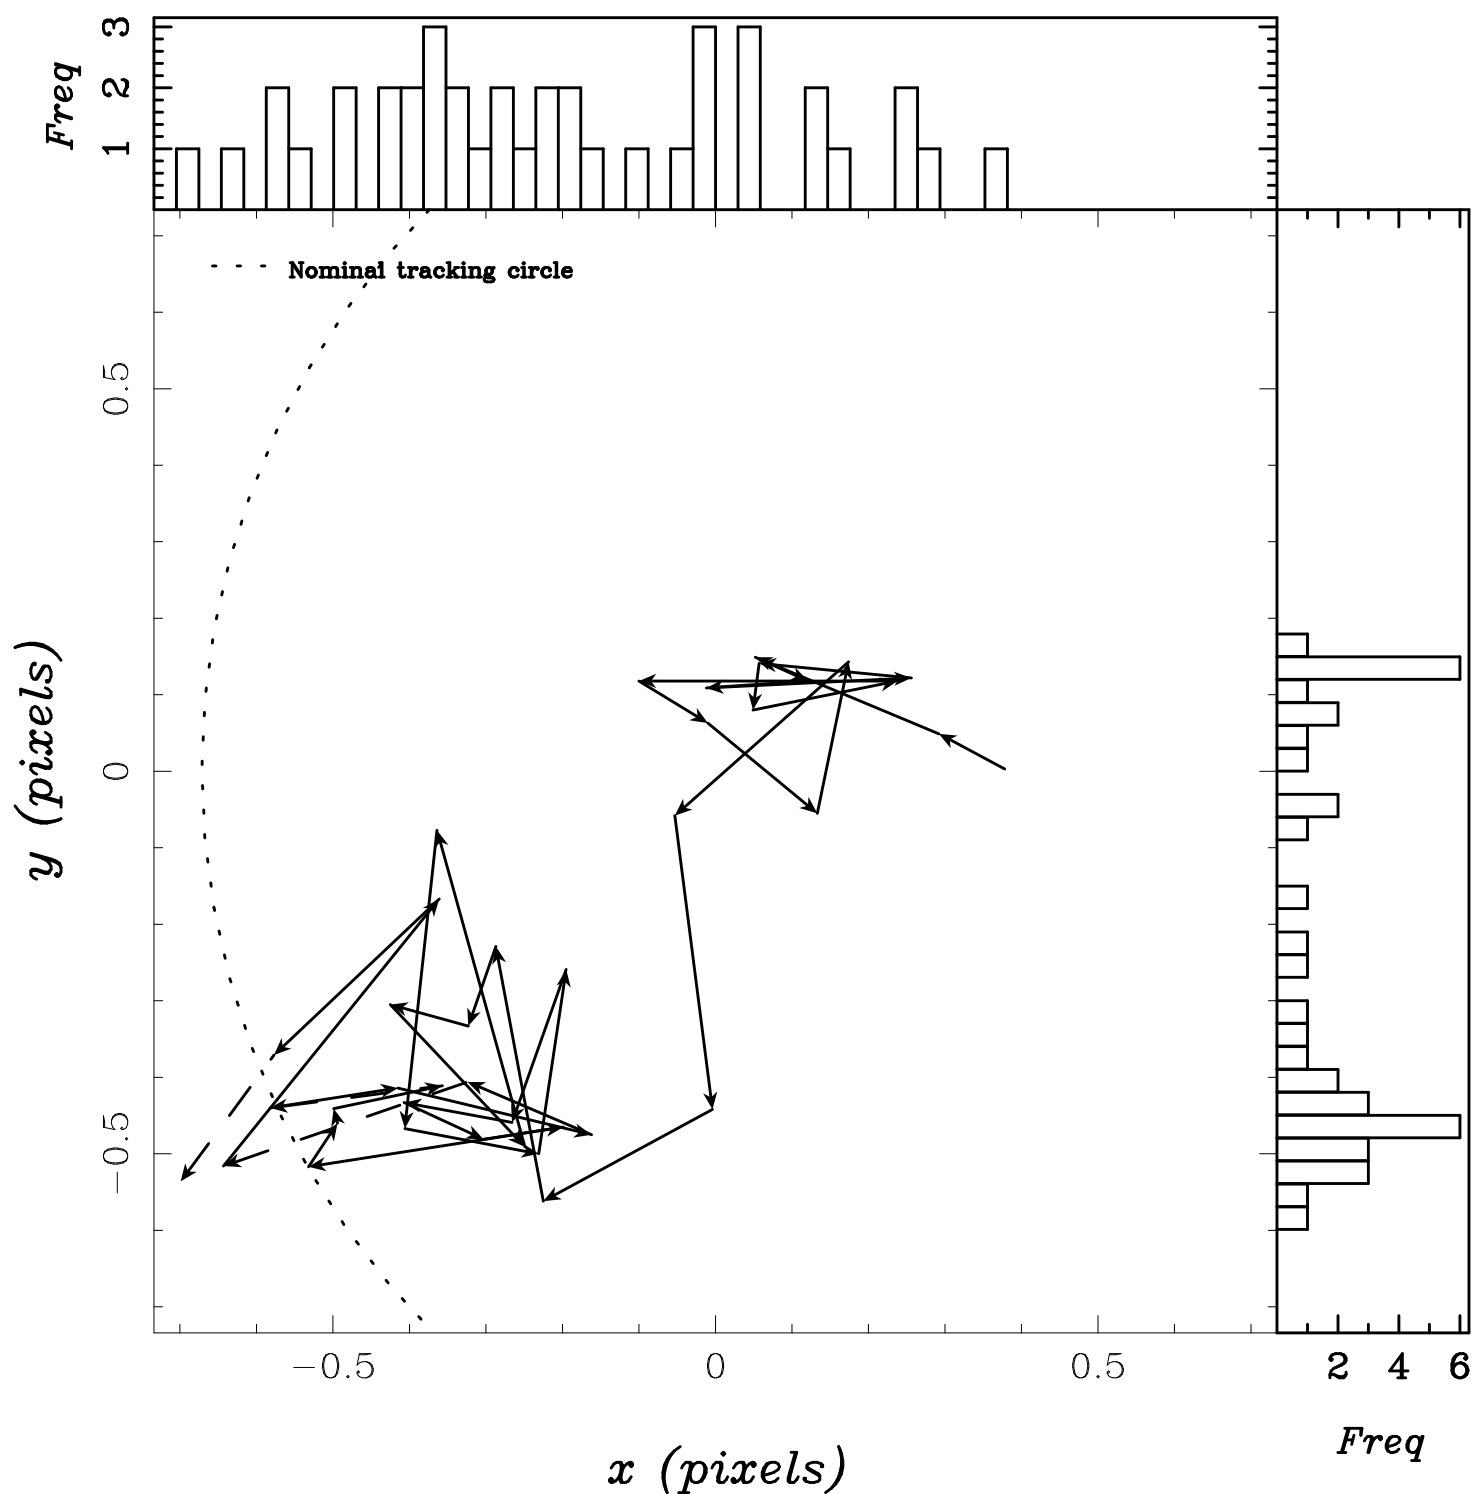 Freq
1 2 3
Nominal tracking circle
y (pixels)
0.5
0
−0.5
−0.5 0 0.5
x (pixels)
2 4 6
Freq